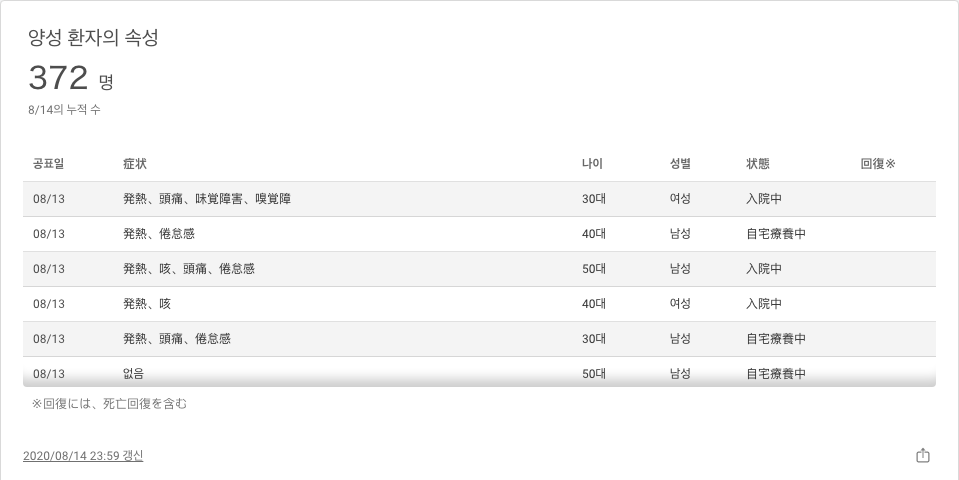 양성 환자의 속성
372 명
8/14의 누적 수
공표일 症状 나이 성별 状態 回復※
08/13 発熱、頭痛、味覚障害、嗅覚障 30대 여성 入院中
08/13 発熱、倦怠感 40대 남성 自宅療養中
08/13 発熱、咳、頭痛、倦怠感 50대 남성 入院中
08/13 発熱、咳 40대 여성 入院中
08/13 発熱、頭痛、倦怠感 30대 남성 自宅療養中
08/13 없음 50대 남성 自宅療養中
※回復には、死亡回復を含む
2020/08/14 23:59 갱신